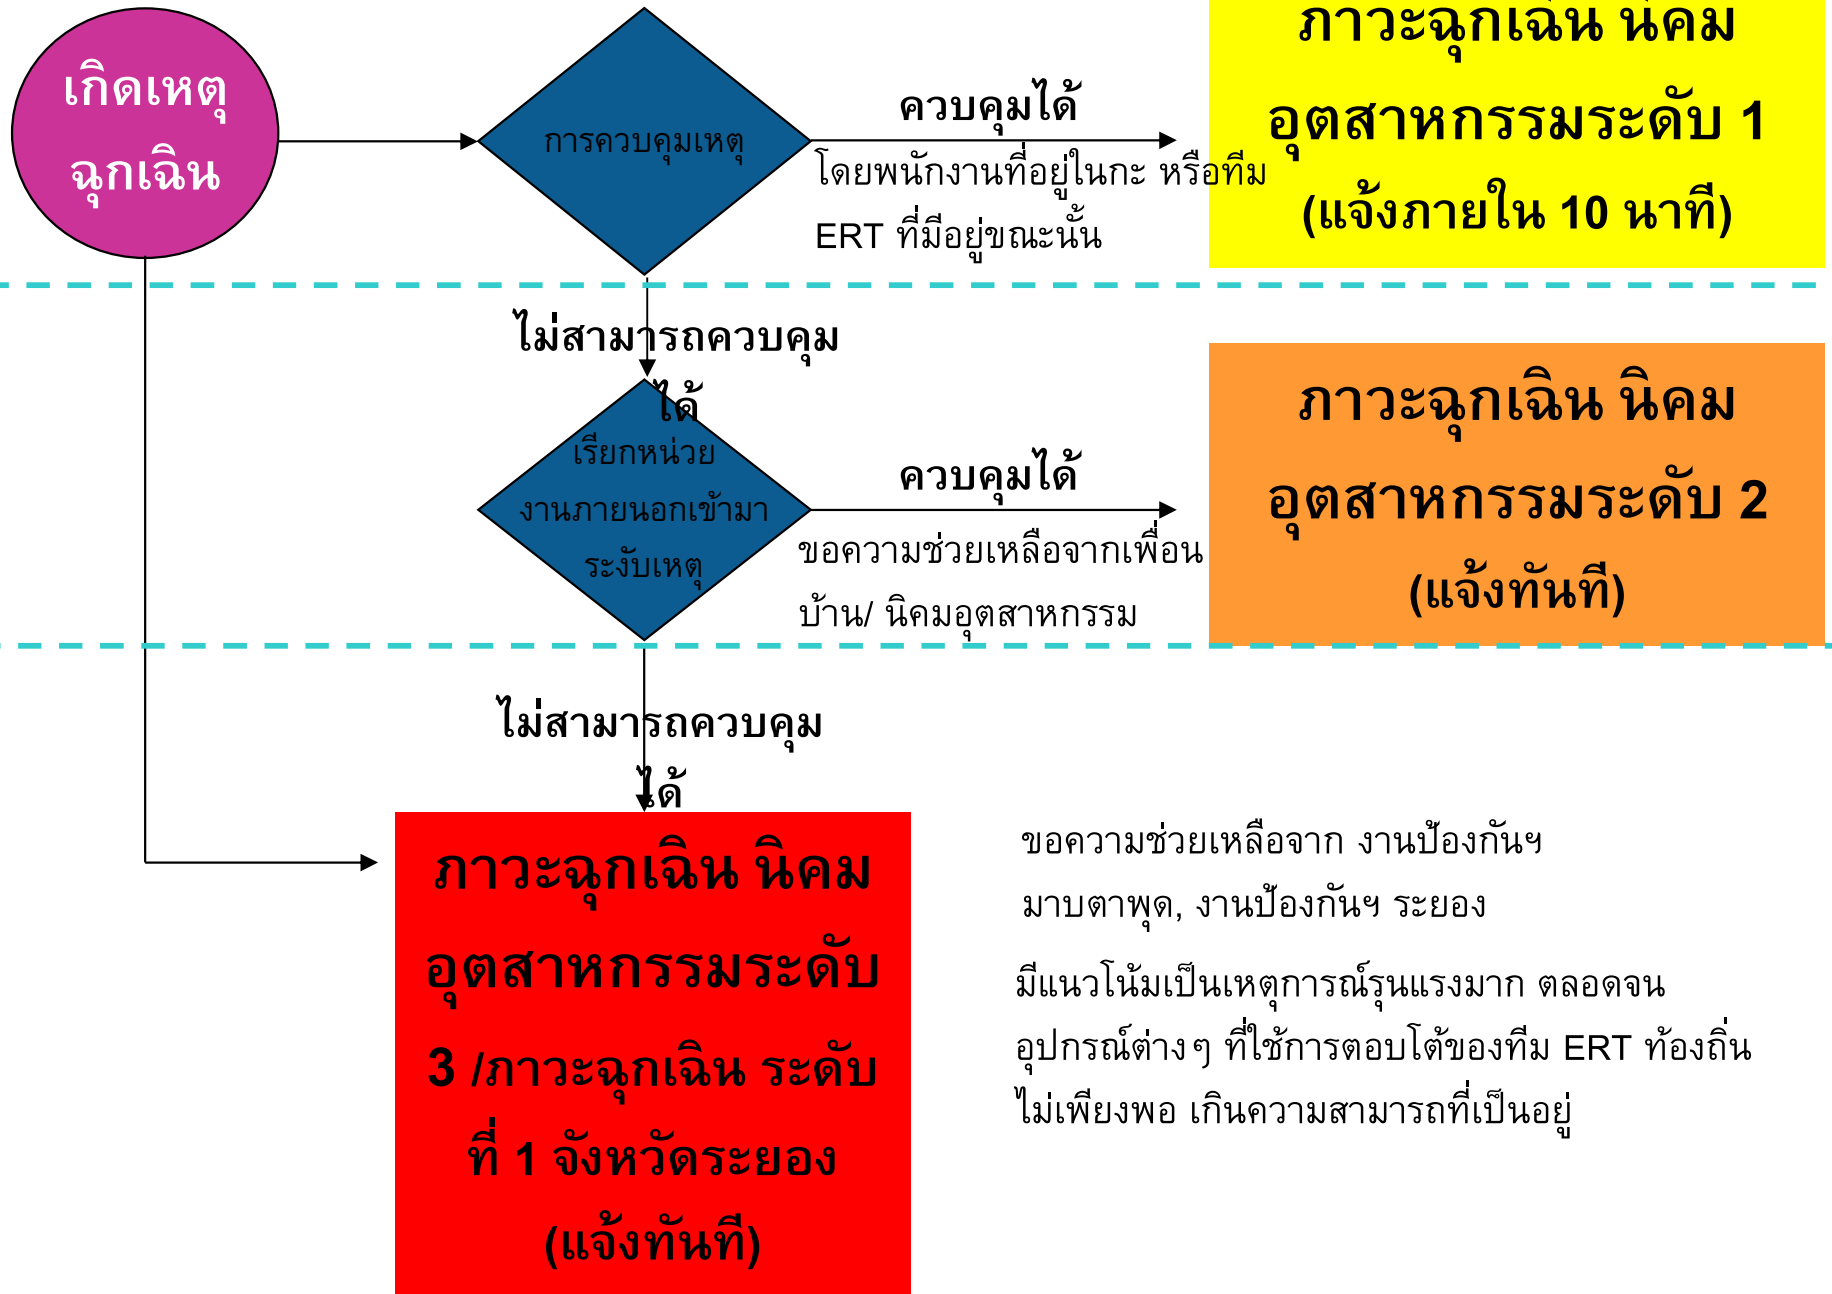 เกิดเหตุ
ฉุกเฉิน
การควบคุมเหตุ
ควบคุมได้
โดยพนักงานที่อยู่ในกะ หรือทีม
ERT ที่มีอยู่ขณะนั้น
ภาวะฉุกเฉิน นิคม
อุตสาหกรรมระดับ 1
(แจ้งภายใน 10 นาที)
ไม่สามารถควบคุม
ได้
เรียกหน่วย
งานภายนอกเข้ามา
ระงับเหตุ
ควบคุมได้
ขอความช่วยเหลือจากเพื่อน
บ้าน/ นิคมอุตสาหกรรม
ภาวะฉุกเฉิน นิคม
อุตสาหกรรมระดับ 2
(แจ้งทันที)
ไม่สามารถควบคุม
ได้
ภาวะฉุกเฉิน นิคม
อุตสาหกรรมระดับ
3 /ภาวะฉุกเฉิน ระดับ
ที่ 1 จังหวัดระยอง
(แจ้งทันที)
ขอความช่วยเหลือจาก งานป้องกันฯ
มาบตาพุด, งานป้องกันฯ ระยอง
มีแนวโน้มเป็นเหตุการณ์รุนแรงมาก ตลอดจน
อุปกรณ์ต่างๆ ที่ใช้การตอบโต้ของทีม ERT ท้องถิ่น
ไม่เพียงพอ เกินความสามารถที่เป็นอยู่